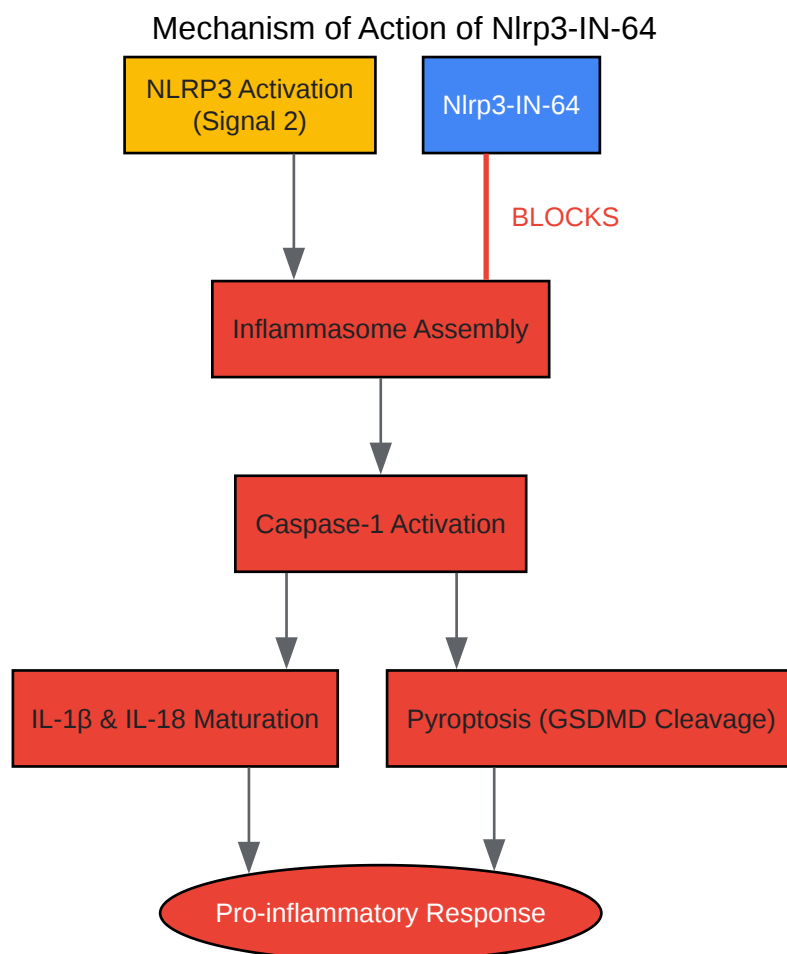 Mechanism of Action of Nlrp3-IN-64
NLRP3 Activation
(Signal 2)
Nlrp3-IN-64
BLOCKS
Inflammasome Assembly
Caspase-1 Activation
IL-1β & IL-18 Maturation
Pyroptosis (GSDMD Cleavage)
Pro-inflammatory Response